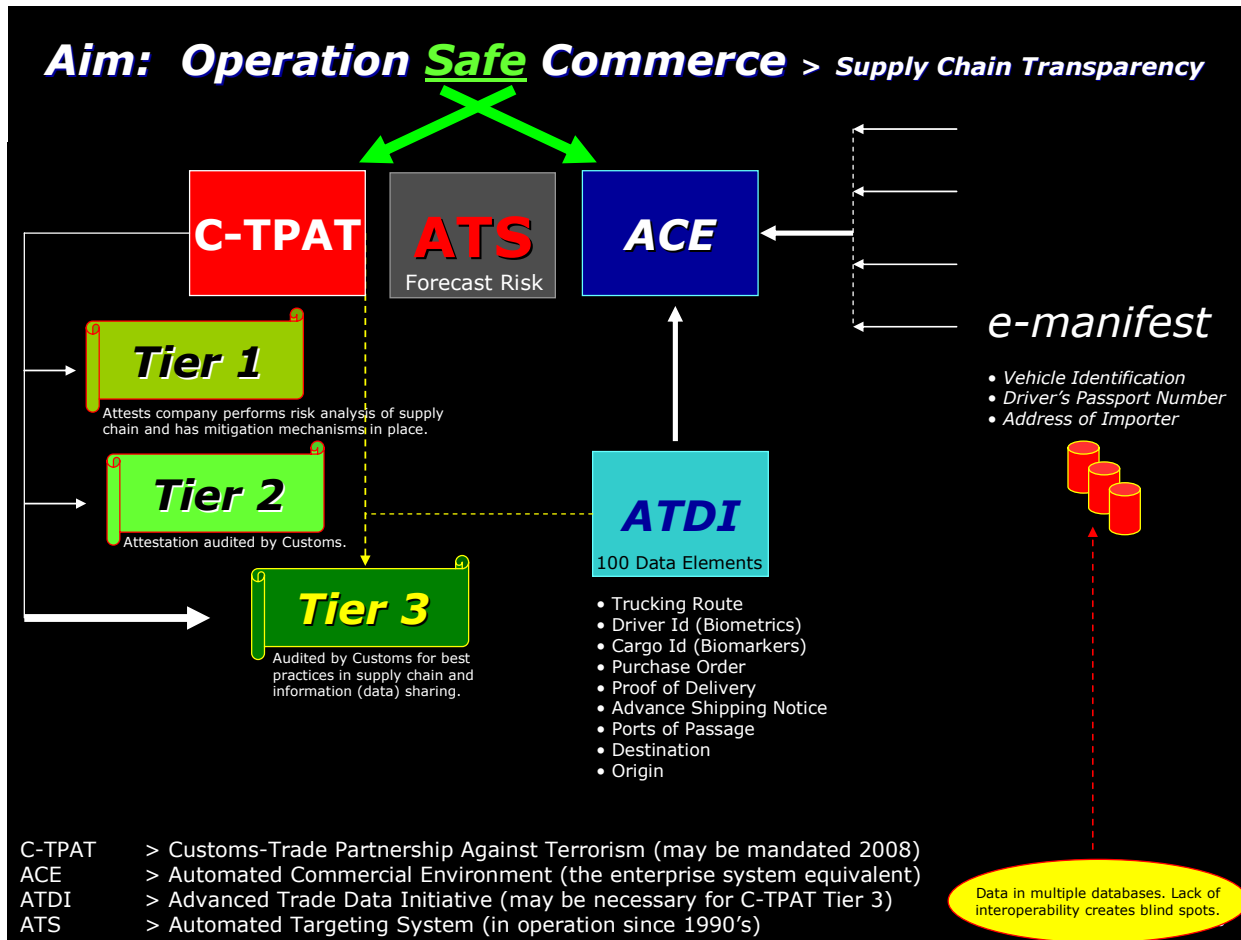 Aim: Operation Safe Commerce > Supply Chain Transparency
C-TPAT
ATS
Forecast Risk
ACE
e-manifest
• Vehicle Identification
• Driver's Passport Number
• Address of Importer
Tier 1
Attests company performs risk analysis of supply
chain and has mitigation mechanisms in place.
Tier 2
Attestation audited by Customs.
Tier 3
Audited by Customs for best
practices in supply chain and
information (data) sharing.
ATDI
100 Data Elements
• Trucking Route
• Driver Id (Biometrics)
• Cargo Id (Biomarkers)
• Purchase Order
• Proof of Delivery
• Advance Shipping Notice
• Ports of Passage
• Destination
• Origin
C-TPAT > Customs-Trade Partnership Against Terrorism (may be mandated 2008)
ACE > Automated Commercial Environment (the enterprise system equivalent)
ATDI > Advanced Trade Data Initiative (may be necessary for C-TPAT Tier 3)
ATS > Automated Targeting System (in operation since 1990's)
Data in multiple databases. Lack of
interoperability creates blind spots.